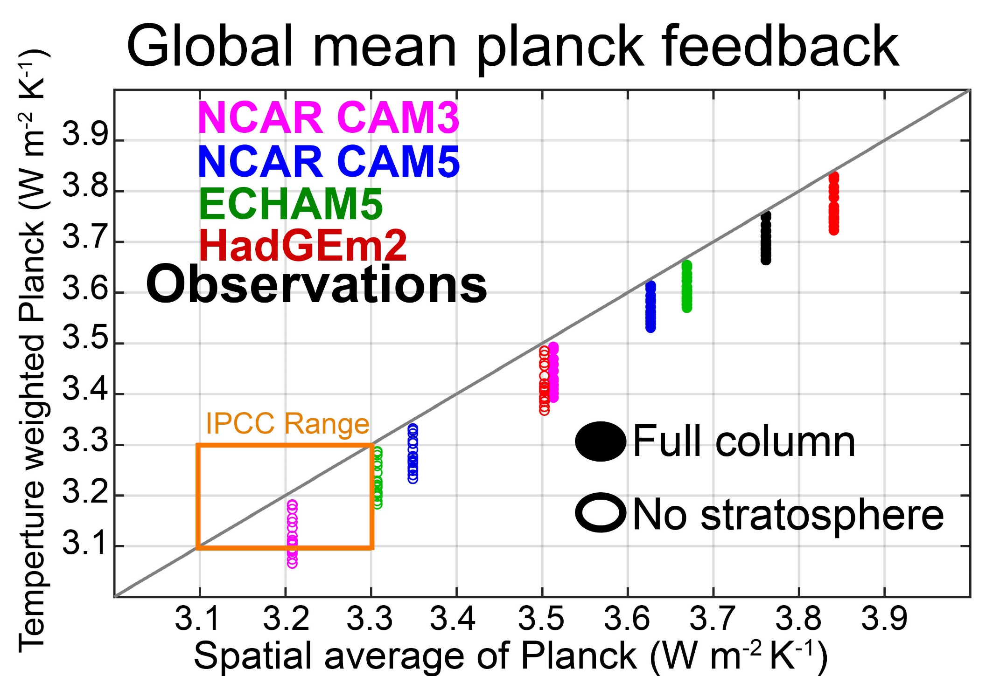 Global mean planck feedback
Temperture weighted Planck (W m-2 K-1)
NCAR CAM3
NCAR CAM5
ECHAM5
HadGEm2
Observations
IPCC Range
Full column
No stratosphere
3.9
3.8
3.7
3.6
3.5
3.4
3.3
3.2
3.1
3.1 3.2 3.3 3.4 3.5 3.6 3.7 3.8 3.9
Spatial average of Planck (W m-2 K-1)